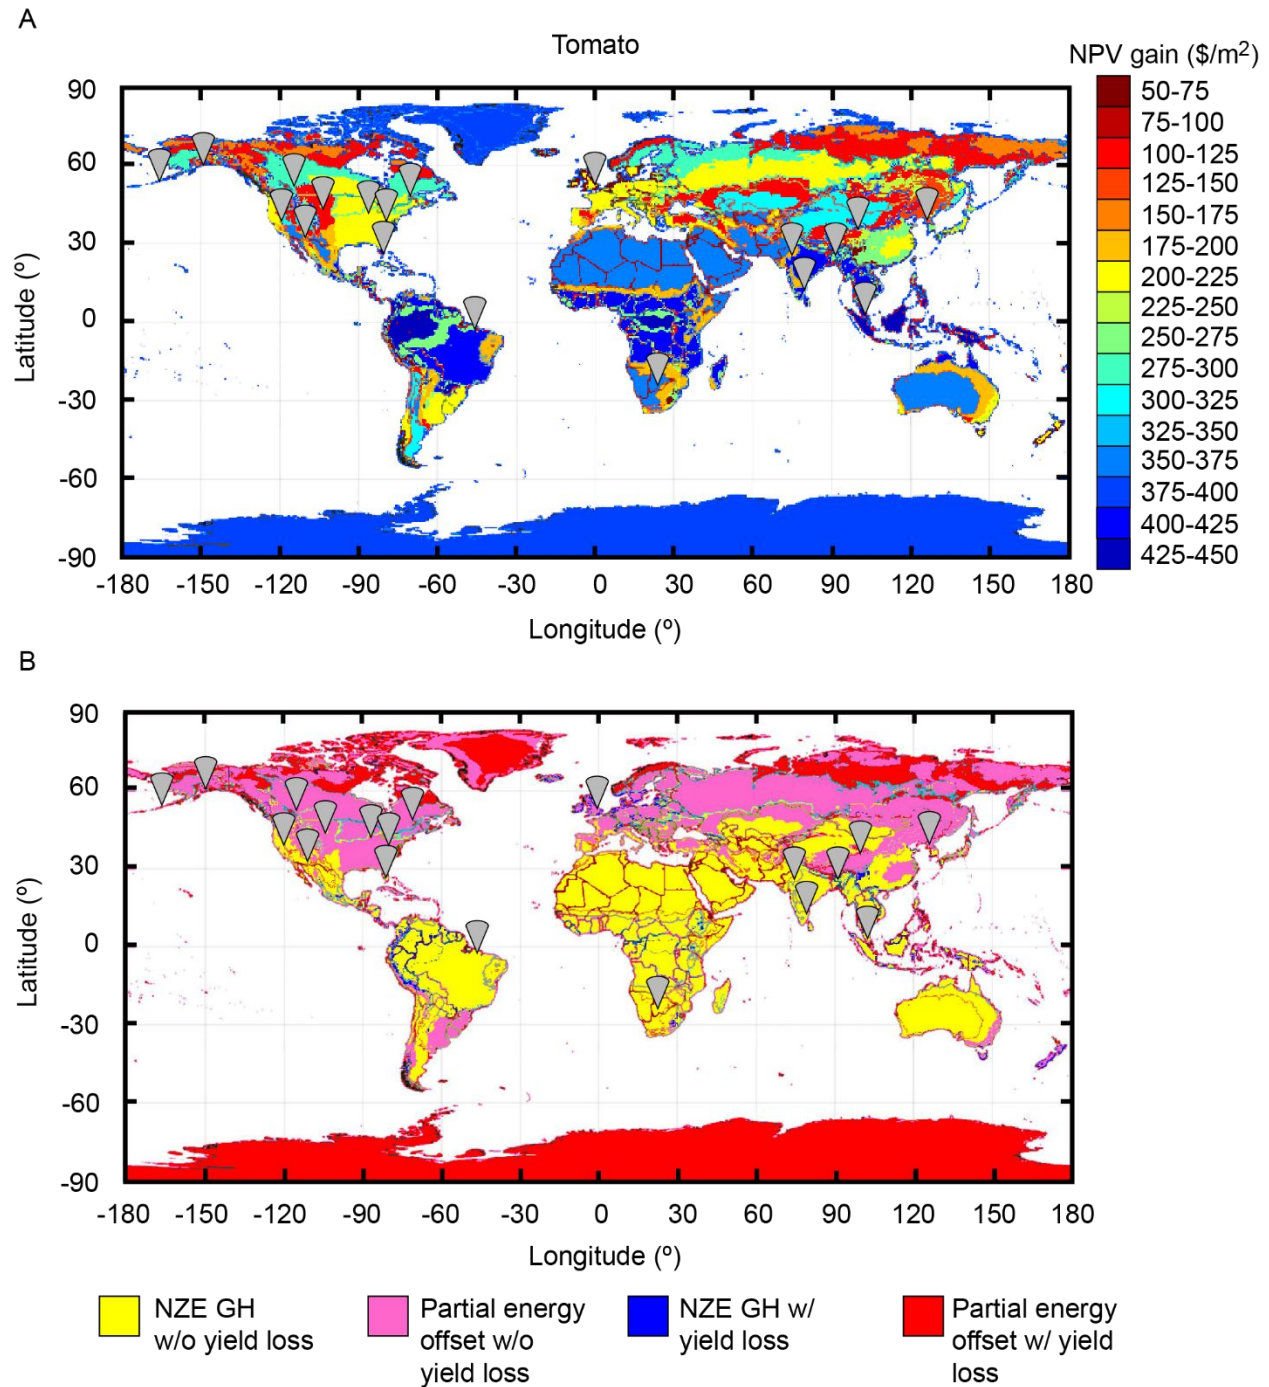 A
Tomato
NPV gain ($/m²)
50-75
75-100
100-125
125-150
150-175
175-200
200-225
225-250
250-275
275-300
300-325
325-350
350-375
375-400
400-425
425-450
90
60
30
0
-30
-60
-90
Latitude (º)
-180 -150 -120 -90 -60 -30 0 30 60 90 120 150 180
Longitude (º)
B
90
60
30
0
-30
-60
-90
Latitude (º)
-180 -150 -120 -90 -60 -30 0 30 60 90 120 150 180
Longitude (º)
NZE GH
w/o yield loss
Partial energy
offset w/o
yield loss
NZE GH w/
yield loss
Partial energy
offset w/ yield
loss